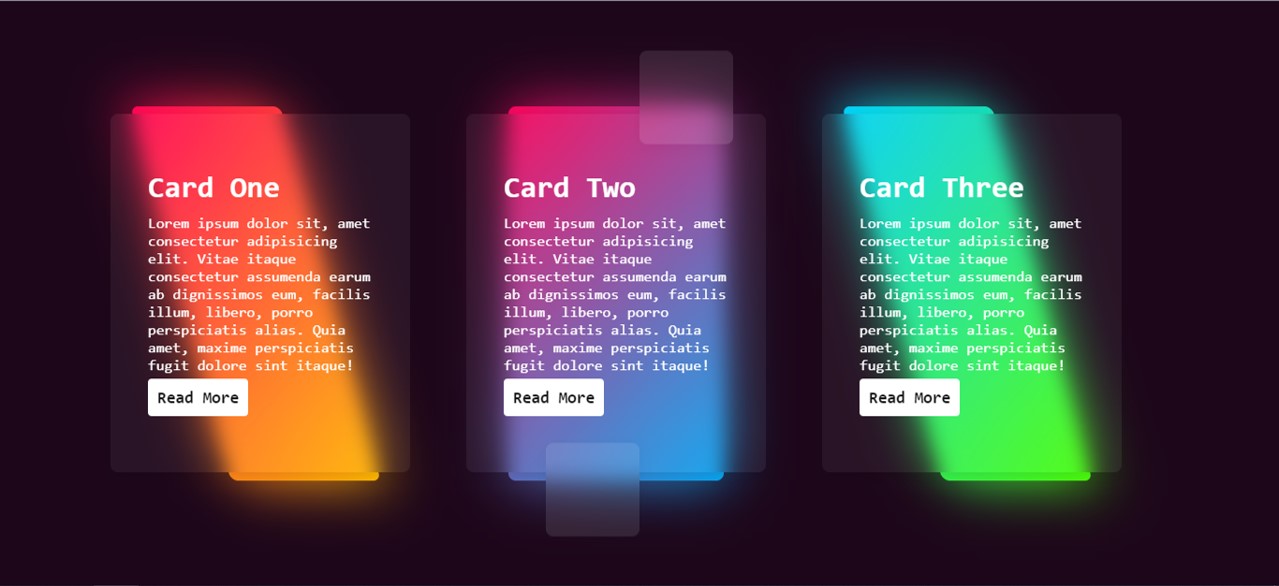 Card One
Lorem ipsum dolor sit, amet
consectetur adipisicing
elit. Vitae itaque
consectetur assumenda earum
ab dignissimos eum, facilis
illum, libero, porro
perspiciatis alias. Quia
amet, maxime perspiciatis
fugit dolore sint itaque!
Read More
Card Two
Lorem ipsum dolor sit, amet
consectetur adipisicing
elit. Vitae itaque
consectetur assumenda earum
ab dignissimos eum, facilis
illum, libero, porro
perspiciatis alias. Quia
amet, maxime perspiciatis
fugit dolore sint itaque!
Read More
Card Three
Lorem ipsum dolor sit, amet
consectetur adipisicing
elit. Vitae itaque
consectetur assumenda earum
ab dignissimos eum, facilis
illum, libero, porro
perspiciatis alias. Quia
amet, maxime perspiciatis
fugit dolore sint itaque!
Read More